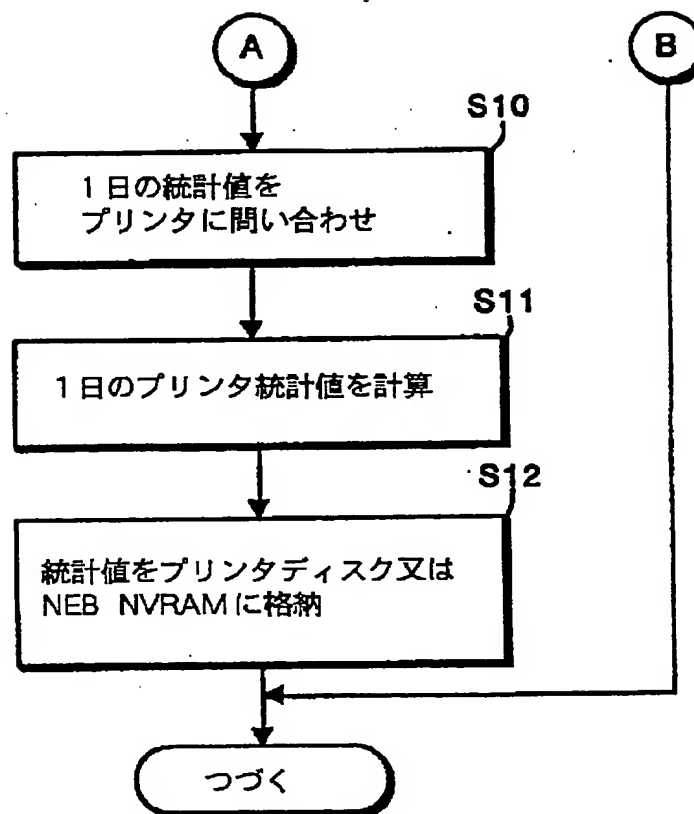 A
B
S10
1日の統計値を
プリンタに問い合わせ
S11
1日のプリンタ統計値を計算
S12
統計値をプリンタディスク又は
NEB NVRAMに格納
つづく